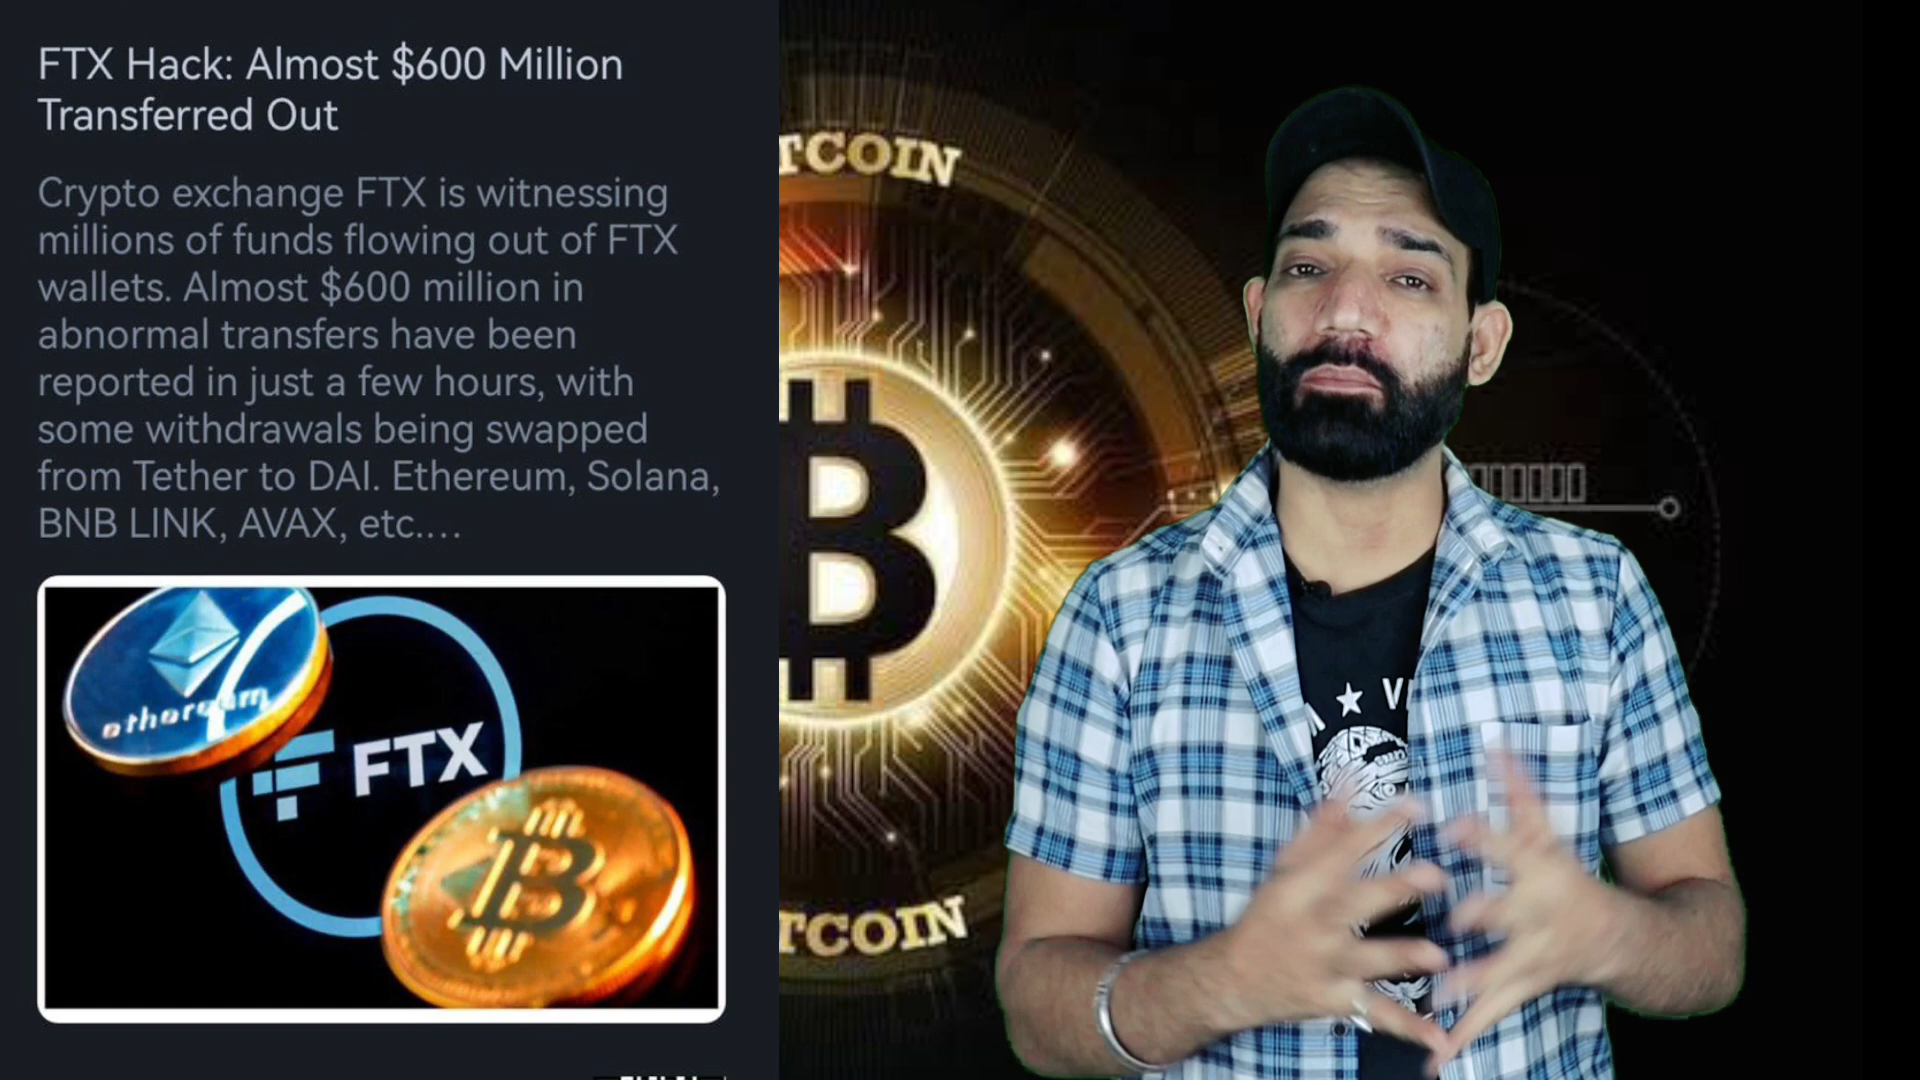 FTX Hack: Almost $600 Million
Transferred Out
Crypto exchange FTX is witnessing
millions of funds flowing out of FTX
wallets. Almost $600 million in
abnormal transfers have been
reported in just a few hours, with
some withdrawals being swapped
from Tether to DAI. Ethereum, Solana,
BNB LINK, AVAX, etc....
ethereum
FTX
TCOIN
TCOIN